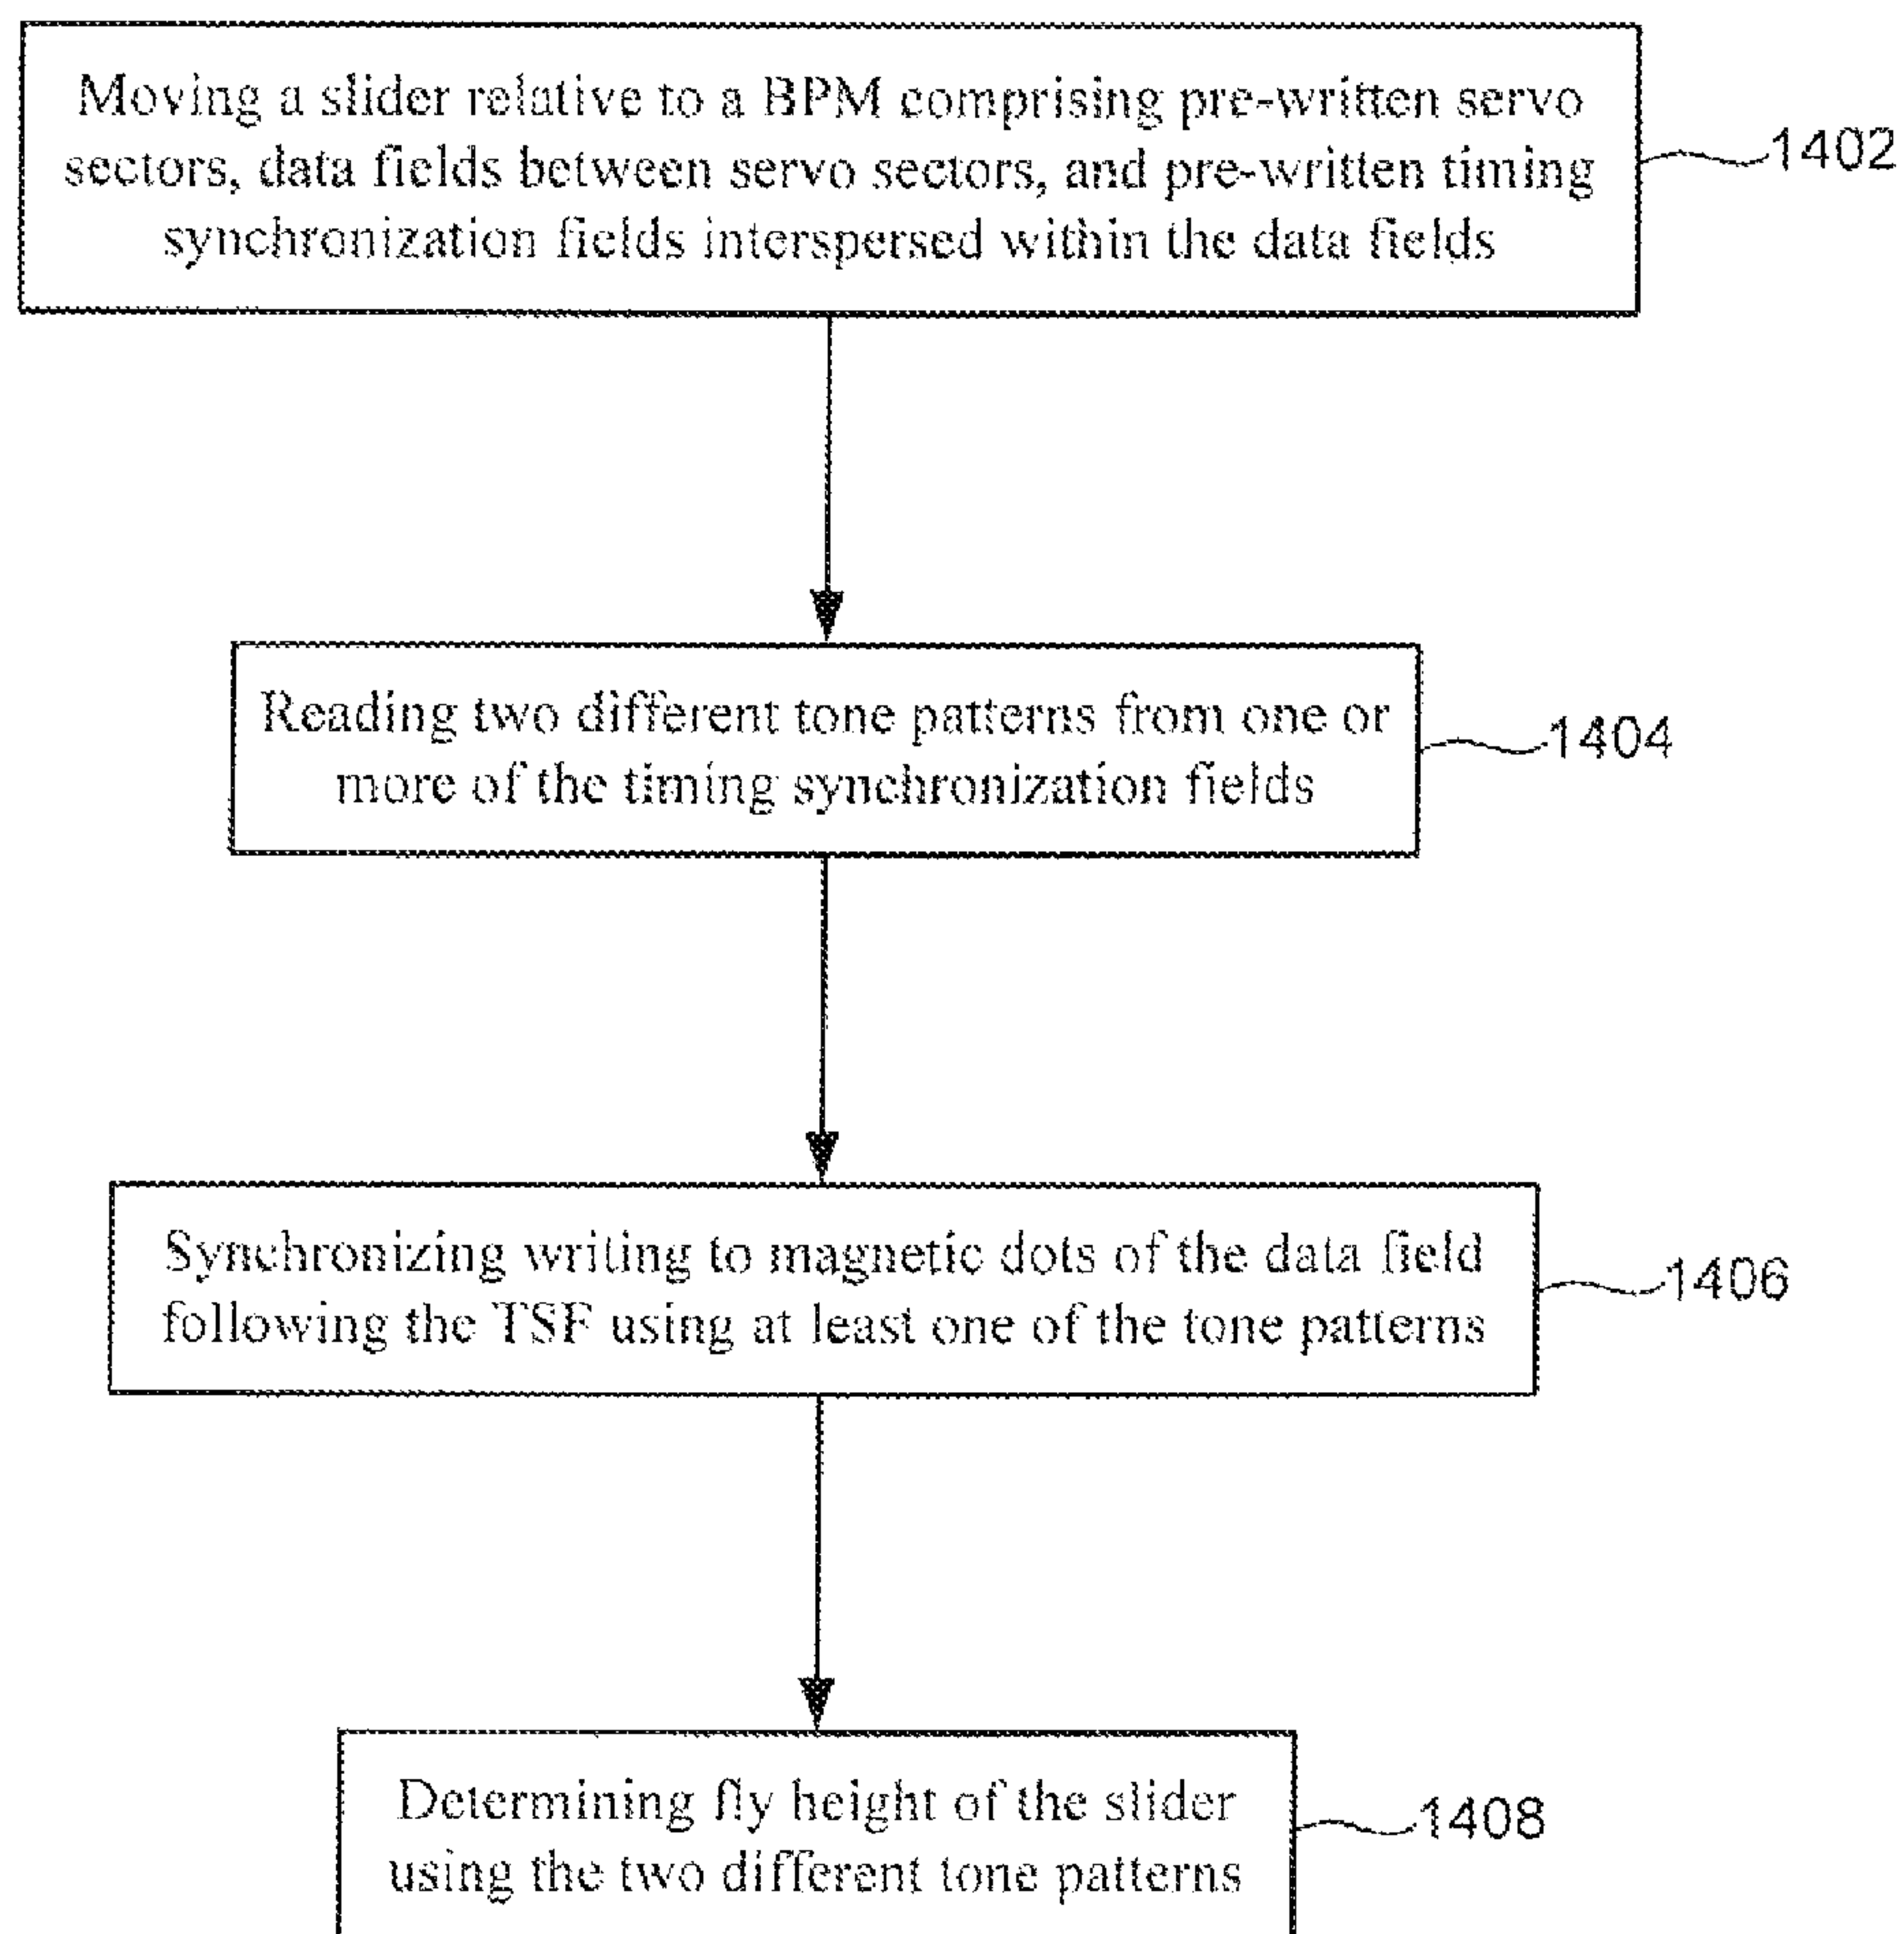 Moving a slider relative to a BPM comprising pre-written servo
sectors, data fields between servo sectors, and pre-written timing
synchronization fields interspersed within the data fields
1402
Reading two different tone patterns from one or
more of the timing synchronization fields
1404
Synchronizing writing to magnetic dots of the data field
following the TSF using at least one of the tone patterns
1406
Determining fly height of the slider
using the two different tone patterns
1408